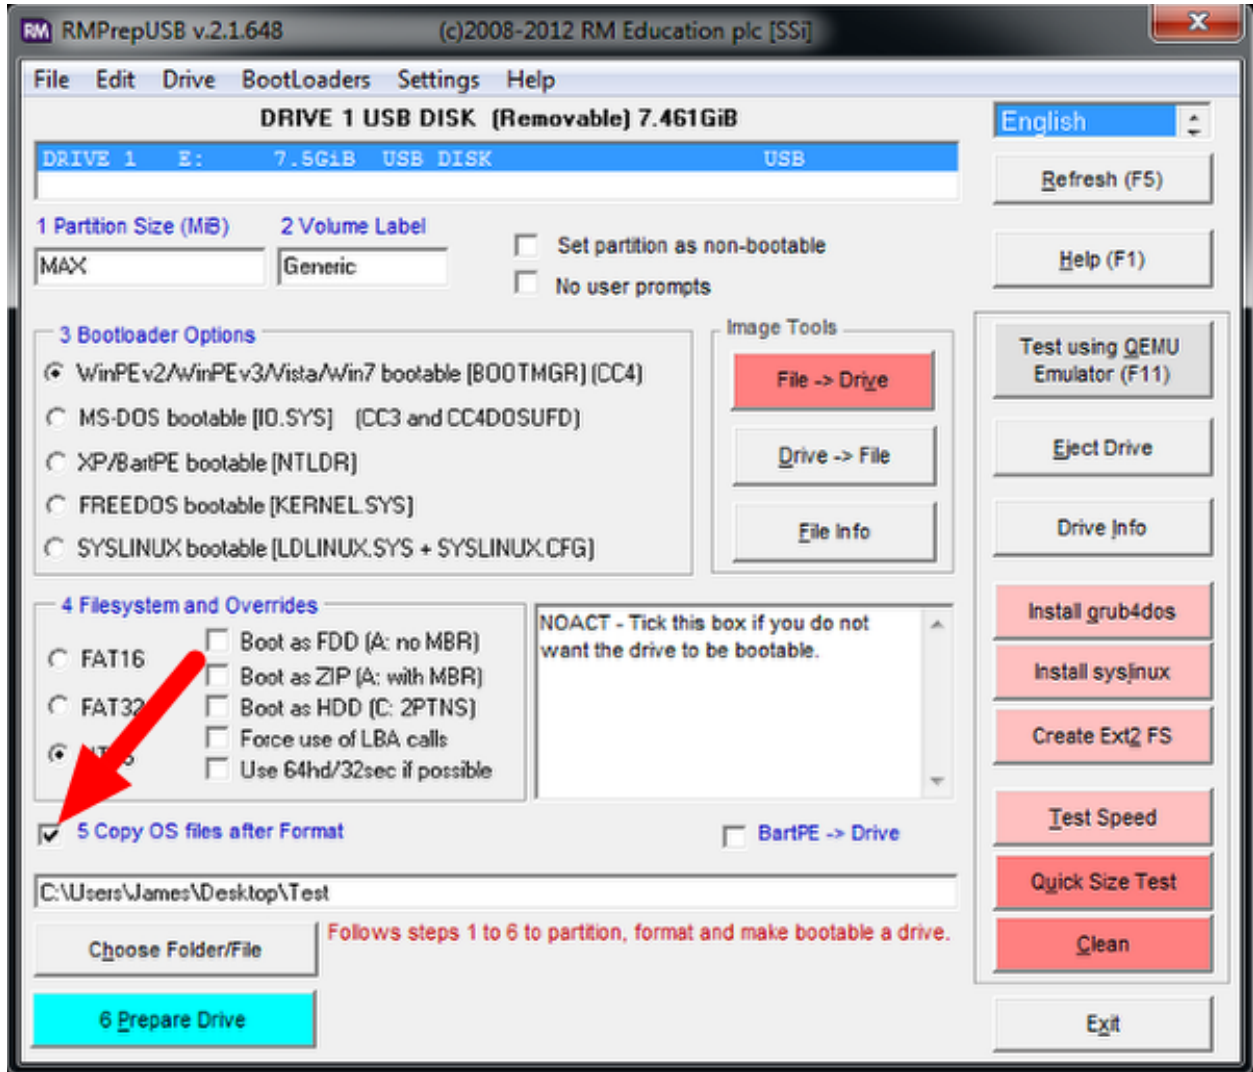 RM RMPrepUSB v.2.1.648 (c)2008-2012 RM Education plc [SSi]
File Edit Drive BootLoaders Settings Help
DRIVE 1 USB DISK (Removable) 7.461GiB
English
DRIVE 1 E: 7.5GiB USB DISK USB
Refresh (F5)
1 Partition Size (MiB) 2 Volume Label
MAX Generic
Set partition as non-bootable
No user prompts
Help (F1)
3 Bootloader Options
WinPEv2/WinPEv3/Vista/Win7 bootable [BOOTMGR] (CC4)
MS-DOS bootable [IO.SYS] (CC3 and CC4DOSUFD)
XP/BartPE bootable [NTLDR]
FREEDOS bootable [KERNEL.SYS]
SYSLINUX bootable [LDLINUX.SYS + SYSLINUX.CFG]
Image Tools
File -> Drive
Drive -> File
File Info
Test using QEMU
Emulator (F11)
Eject Drive
Drive Info
4 Filesystem and Overrides
FAT16
FAT32
Boot as FDD (A: no MBR)
Boot as ZIP (A: with MBR)
Boot as HDD (C: 2PTNS)
Force use of LBA calls
Use 64hd/32sec if possible
NOACT - Tick this box if you do not
want the drive to be bootable.
Install grub4dos
Install syslinux
Create Ext2 FS
Test Speed
Quick Size Test
Clean
5 Copy OS files after Format
BartPE -> Drive
C:\Users\James\Desktop\Test
Choose Folder/File
Follows steps 1 to 6 to partition, format and make bootable a drive.
6 Prepare Drive
Exit